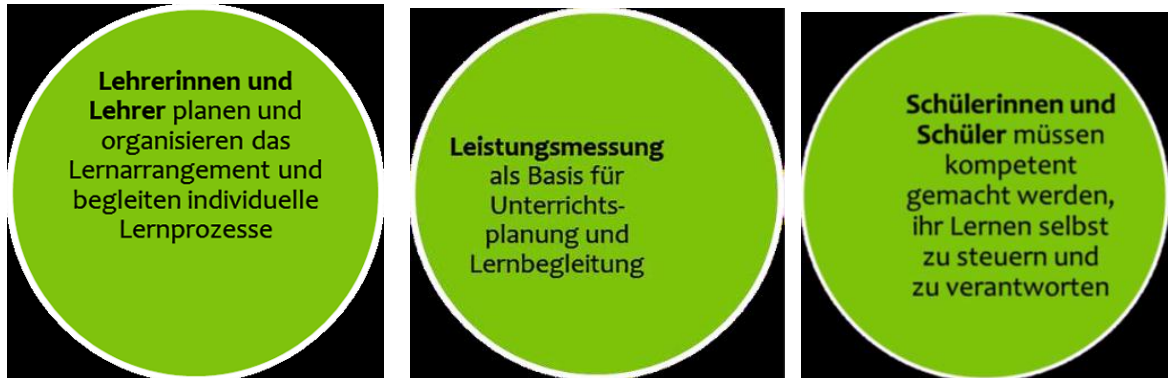 Lehrerinnen und
Lehrer planen und
organisieren das
Lernarrangement und
begleiten individuelle
Lernprozesse
Leistungsmessung
als Basis für
Unterrichts-
planung und
Lernbegleitung
Schülerinnen und
Schüler müssen
kompetent
gemacht werden,
ihr Lernen selbst
zu steuern und
zu verantworten